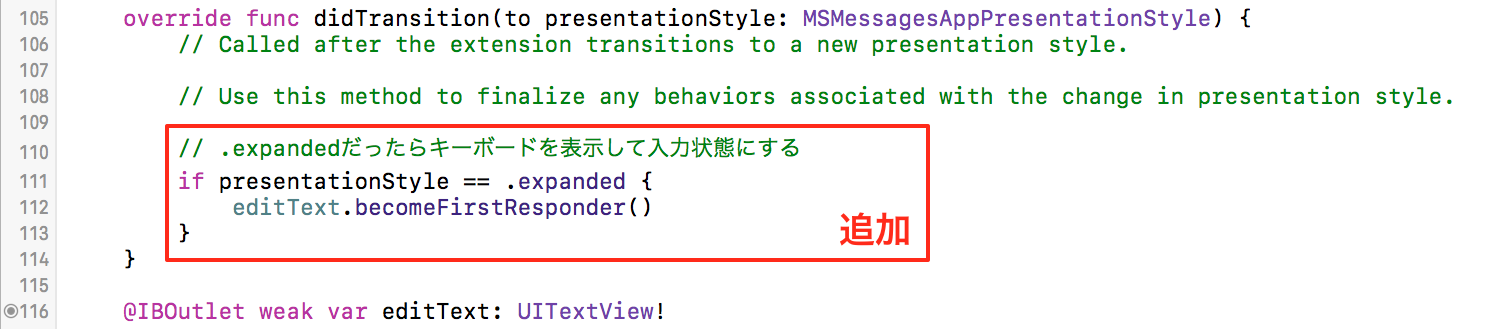 105 override func didTransition(to presentationStyle: MSMessagesAppPresentationStyle) {
106 // Called after the extension transitions to a new presentation style.
107
108 // Use this method to finalize any behaviors associated with the change in presentation style.
109
110 // .expandedだったらキーボードを表示して入力状態にする
111 if presentationStyle == .expanded {
112 editText.becomeFirstResponder()
113 }
追加
114 }
115
116 @IBOutlet weak var editText: UITextView!